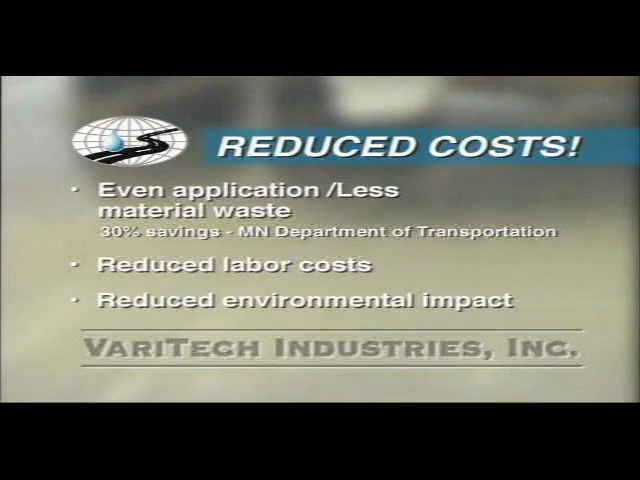 REDUCED COSTS!
· Even application /Less
material waste
30% savings - MN Department of Transportation
· Reduced labor costs
· Reduced environmental impact
VARITECH INDUSTRIES, INC.